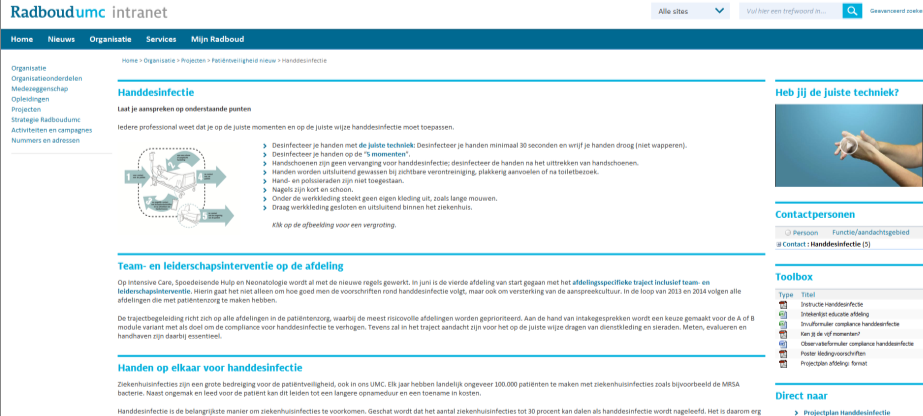 Radboudumc intranet
Alle sites
Vul hier een trefwoord in...
Geavanceerd zoeke
Home Nieuws Organisatie Services Mijn Radboud
Home > Organisatie > Projecten > Patiëntveiligheid nieuw > Handdesinfectie
Organisatie
Organisatieonderdelen
Medezeggenschap
Opleidingen
Projecten
Strategie Radboudumc
Activiteiten en campagnes
Nummers en adressen
Handdesinfectie
Laat je aanspreken op onderstaande punten
Iedere professional weet dat je op de juiste momenten en op de juiste wijze handdesinfectie moet toepassen.
Desinfecteer je handen met de juiste techniek: Desinfecteer je handen minimaal 30 seconden en wrijf je handen droog (niet wapperen).
Desinfecteer je handen op de "5 momenten".
Handschoenen zijn geen vervanging voor handdesinfectie; desinfecteer de handen na het uittrekken van handschoenen.
Handen worden uitsluitend gewassen bij zichtbare verontreiniging, plakkerig aanvoelen of na toiletbezoek.
Hand- en polssieraden zijn niet toegestaan.
Nagels zijn kort en schoon.
Onder de werkkleding steekt geen eigen kleding uit, zoals lange mouwen.
Draag werkkleding gesloten en uitsluitend binnen het ziekenhuis.
Klik op de afbeelding voor een vergroting.
Team- en leiderschapsinterventie op de afdeling
Op Intensive Care, Spoedeisende Hulp en Neonatologie wordt al met de nieuwe regels gewerkt. In juni is de vierde afdeling van start gegaan met het afdelingsspecifieke traject inclusief team- en
leiderschapsinterventie. Hierin gaat het niet alleen om hoe goed men de voorschriften rond handdesinfectie volgt, maar ook om versterking van de aanspreekcultuur. In de loop van 2013 en 2014 volgen alle
afdelingen die met patiëntenzorg te maken hebben.
De trajectbegeleiding richt zich op alle afdelingen in de patiëntenzorg, waarbij de meest risicovolle afdelingen worden geprioriteerd. Aan de hand van intakegesprekken wordt een keuze gemaakt voor de A of B
module variant met als doel om de compliance voor handdesinfectie te verhogen. Tevens zal in het traject aandacht zijn voor het op de juiste wijze dragen van dienstkleding en sieraden. Meten, evalueren en
handhaven zijn daarbij essentieel.
Handen op elkaar voor handdesinfectie
Ziekenhuisinfecties zijn een grote bedreiging voor de patiëntveiligheid, ook in ons UMC. Elk jaar hebben landelijk ongeveer 100.000 patiënten te maken met ziekenhuisinfecties zoals bijvoorbeeld de MRSA
bacterie. Naast ongemak en leed voor de patiënt kan dit leiden tot een langere opnameduur en een toename in kosten.
Handdesinfectie is de belangrijkste manier om ziekenhuisinfecties te voorkomen. Geschat wordt dat het aantal ziekenhuisinfecties tot 30 procent kan dalen als handdesinfectie wordt nageleefd. Het is daarom erg
Heb jij de juiste techniek?
Contactpersonen
Persoon Functie/aandachtsgebied
Contact : Handdesinfectie (5)
Toolbox
Type Titel
Instructie Handdesinfectie
Intekenlijst educatie afdeling
Invulformulier compliance handdesinfectie
Ken jij de vijf momenten?
Observatieformulier compliance handdesinfectie
Poster kledingvoorschriften
Projectplan afdeling: format
Direct naar
Projectplan Handdesinfectie